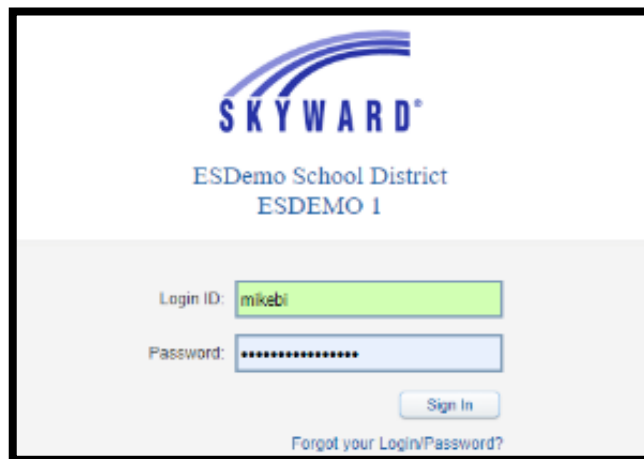 SKYWARD®
ESDemo School District
ESDEMO 1
Login ID: mikebi
Password: ••••••••••••••••
Sign In
Forgot your Login/Password?